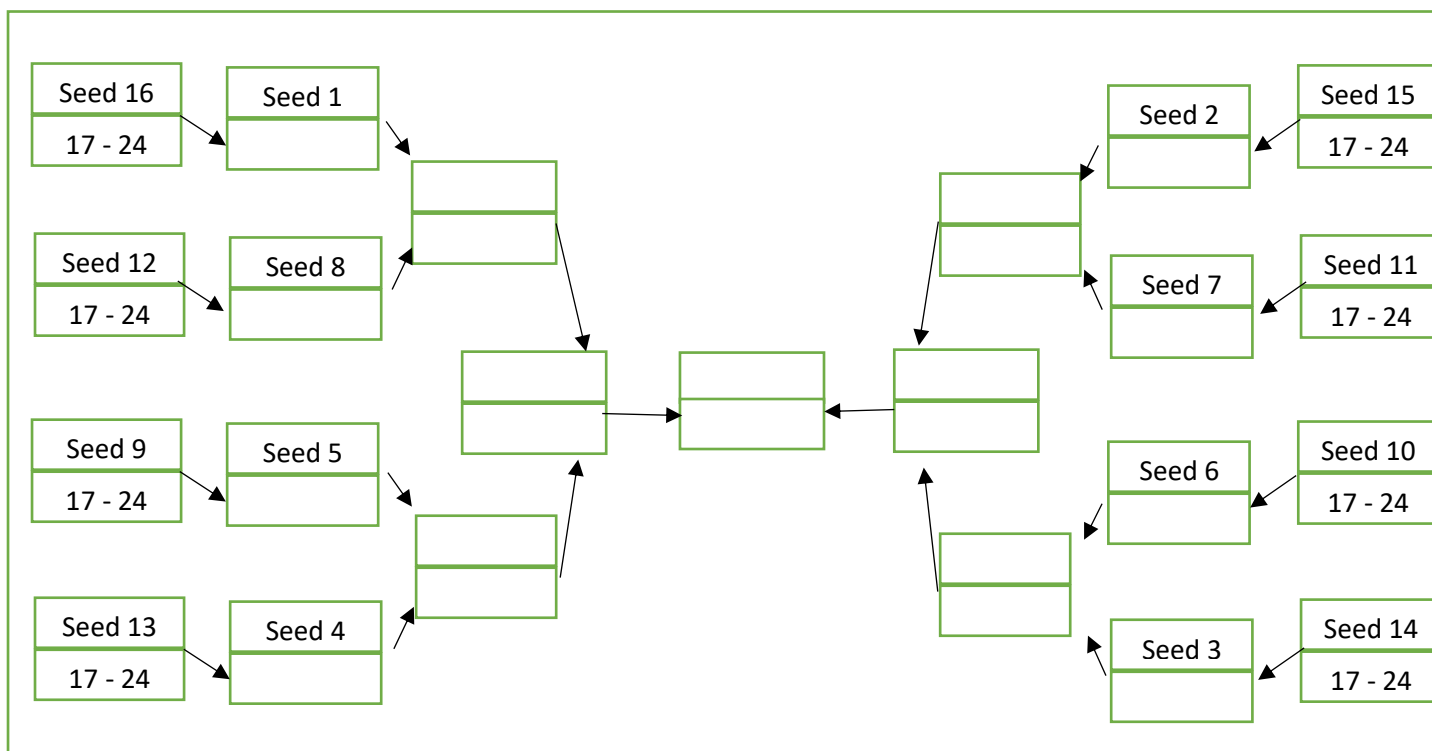 Seed 16
17 - 24
Seed 1
Seed 12
17 - 24
Seed 8
Seed 9
17 - 24
Seed 5
Seed 13
17 - 24
Seed 4
Seed 2
Seed 15
17 - 24
Seed 7
Seed 11
17 - 24
Seed 6
Seed 10
17 - 24
Seed 3
Seed 14
17 - 24